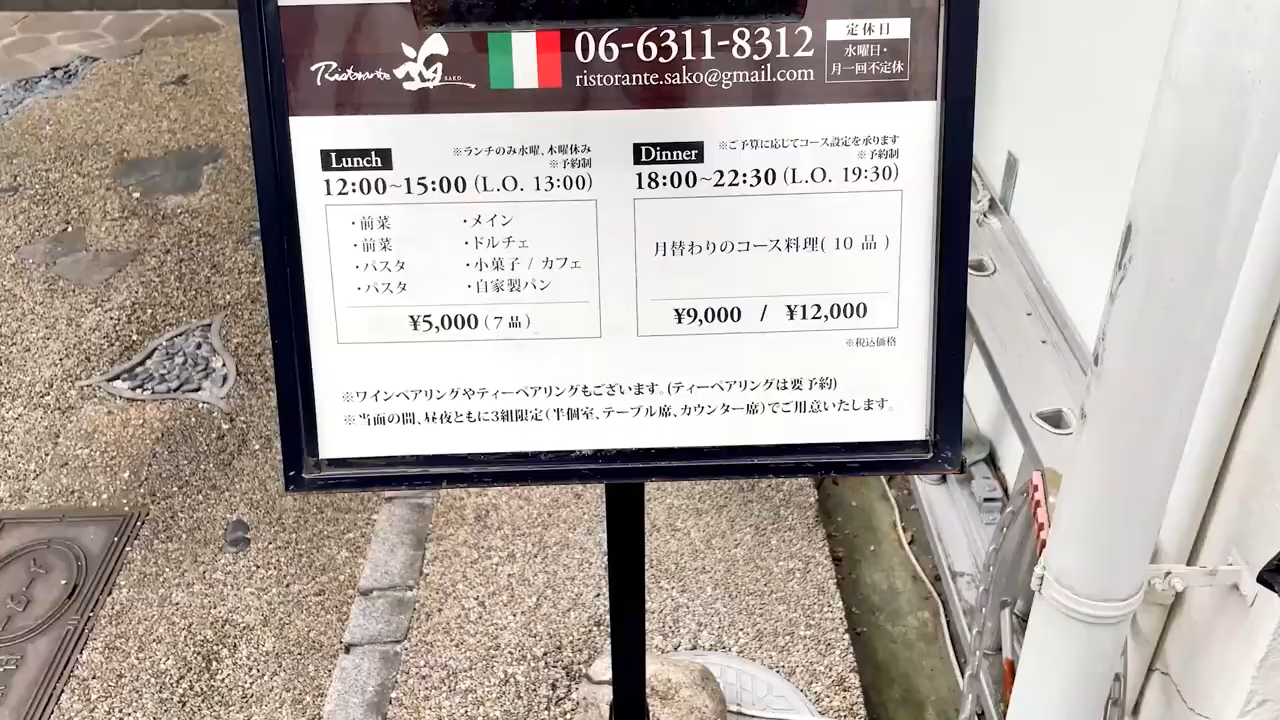 Ristorante SAKO
06-6311-8312
ristorante.sako@gmail.com
定休日
水曜日・
月一回不定休
Lunch
※ランチのみ水曜、木曜休み
※予約制
12:00~15:00 (L.O. 13:00)
・前菜
・前菜
・パスタ
・パスタ
・メイン
・ドルチェ
・小菓子 / カフェ
・自家製パン
¥5,000 ( 7 品 )
Dinner
※ご予算に応じてコース設定を承ります
※予約制
18:00~22:30 (L.O. 19:30)
月替わりのコース料理( 10 品 )
¥9,000 / ¥12,000
※税込価格
※ワインペアリングやティーペアリングもございます。(ティーペアリングは要予約)
※当面の間、昼夜ともに3組限定(半個室、テーブル席、カウンター席)でご用意いたします。